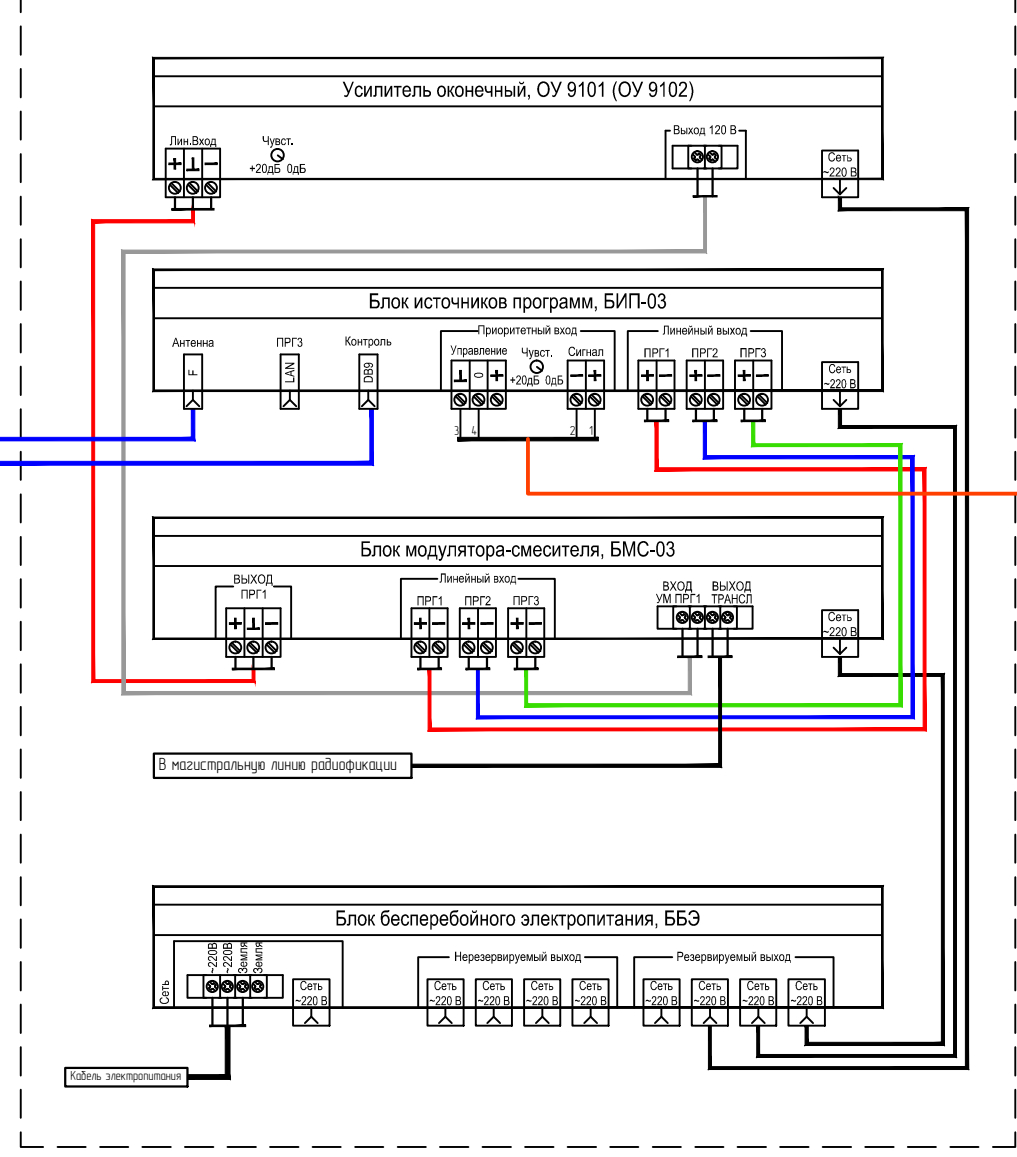 Усилитель оконечный, ОУ 9101 (ОУ 9102)
Лин.Вход
Чувст.
+20дБ 0дБ
Выход 120 В
Сеть
~220 В
+ ⊥ −
Блок источников программ, БИП-03
Антенна
F
ПРГ3
LAN
Контроль
DB9
Приоритетный вход
Управление
⊥ 0 +
Чувст.
+20дБ 0дБ
Сигнал
− +
Линейный выход
ПРГ1 ПРГ2 ПРГ3
+ − + − + −
Сеть
~220 В
3 4 2 1
Блок модулятора-смесителя, БМС-03
ВЫХОД
ПРГ1
+ ⊥ −
Линейный вход
ПРГ1 ПРГ2 ПРГ3
+ − + − + −
ВХОД ВЫХОД
УМ ПРГ1 ТРАНСЛ
Сеть
~220 В
В магистральную линию радиофикации
Блок бесперебойного электропитания, ББЭ
Сеть
~220В
~220В
Земля
Земля
Сеть
~220 В
Нерезервируемый выход
Сеть Сеть Сеть Сеть
~220 В ~220 В ~220 В ~220 В
Резервируемый выход
Сеть Сеть Сеть Сеть
~220 В ~220 В ~220 В ~220 В
Кабель электропитания